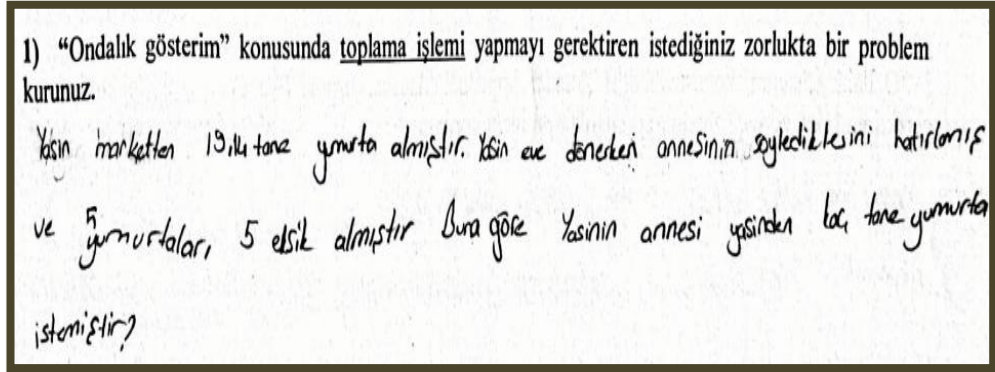 1) “Ondalık gösterim” konusunda toplama işlemi yapmayı gerektiren istediğiniz zorlukta bir problem
kurunuz.
Yasin marketten 19,14 tane yumurta almıştır. Yasin eve dönerken annesinin söylediklesini hatırlamış
ve 5 yumurtaları, 5 eksik almıştır Buna göre Yasinin annesi yasinden kaç tane yumurta
istemiştir?